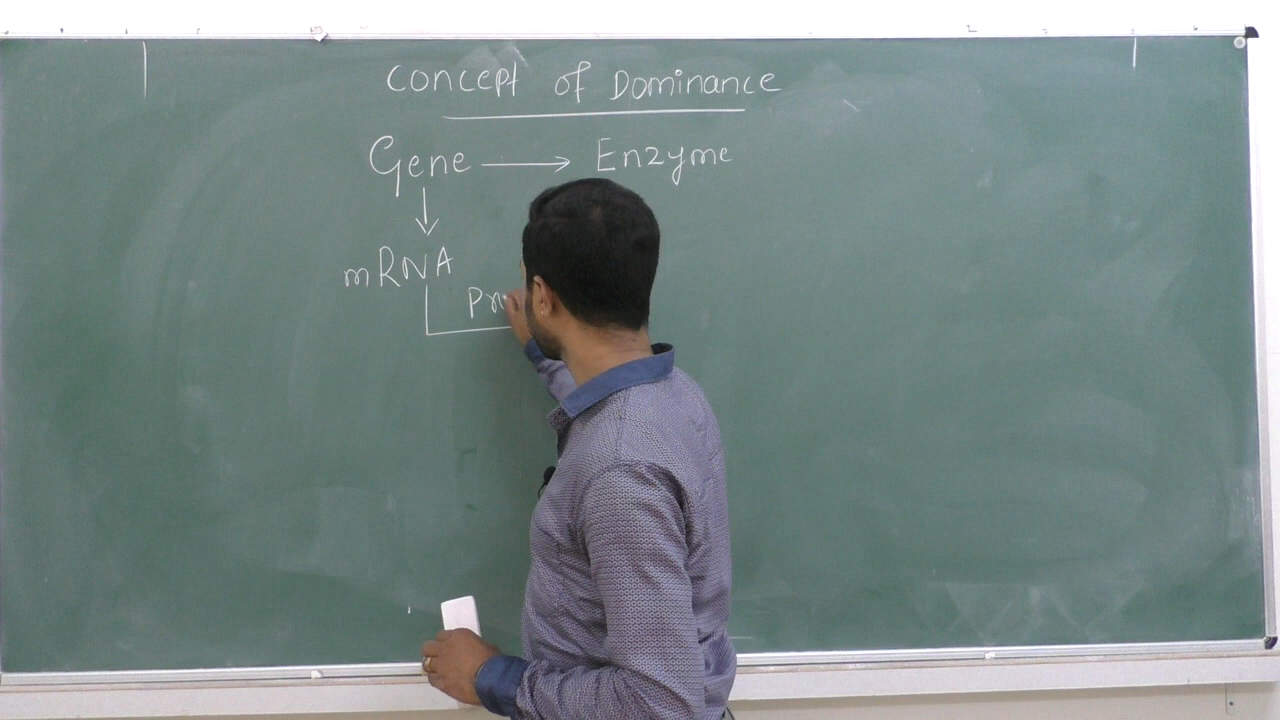 Concept of Dominance
Gene → Enzyme
↓
mRNA
Pr